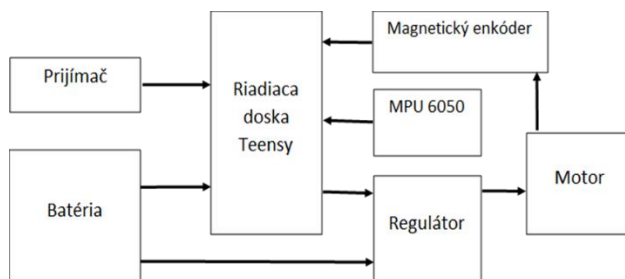 Magnetický enkóder
Prijímač
Riadiaca
doska
Teensy
MPU 6050
Batéria
Regulátor
Motor